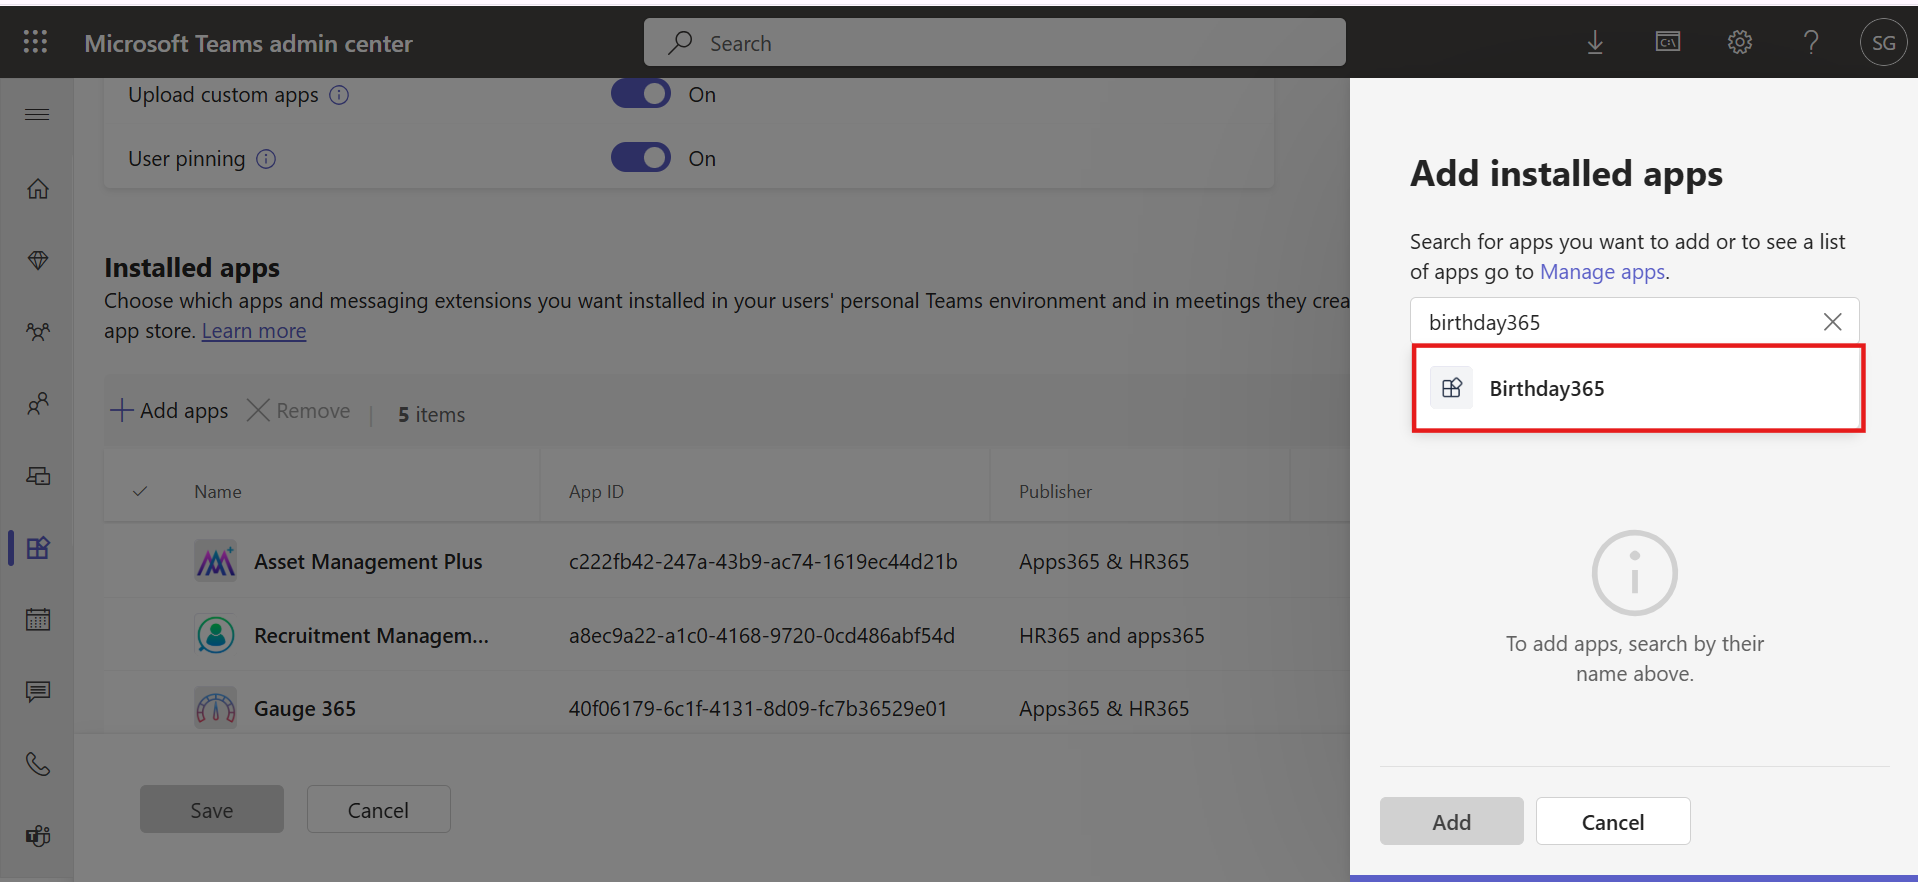 Microsoft Teams admin center
Search
C:\
SG
Upload custom apps
On
User pinning
On
Installed apps
Choose which apps and messaging extensions you want installed in your users' personal Teams environment and in meetings they crea
app store. Learn more
Add apps
Remove
5 items
Name
App ID
Publisher
Asset Management Plus
c222fb42-247a-43b9-ac74-1619ec44d21b
Apps365 & HR365
Recruitment Managem...
a8ec9a22-a1c0-4168-9720-0cd486abf54d
HR365 and apps365
Gauge 365
40f06179-6c1f-4131-8d09-fc7b36529e01
Apps365 & HR365
Save
Cancel
Add installed apps
Search for apps you want to add or to see a list
of apps go to Manage apps.
birthday365
Birthday365
To add apps, search by their
name above.
Add
Cancel